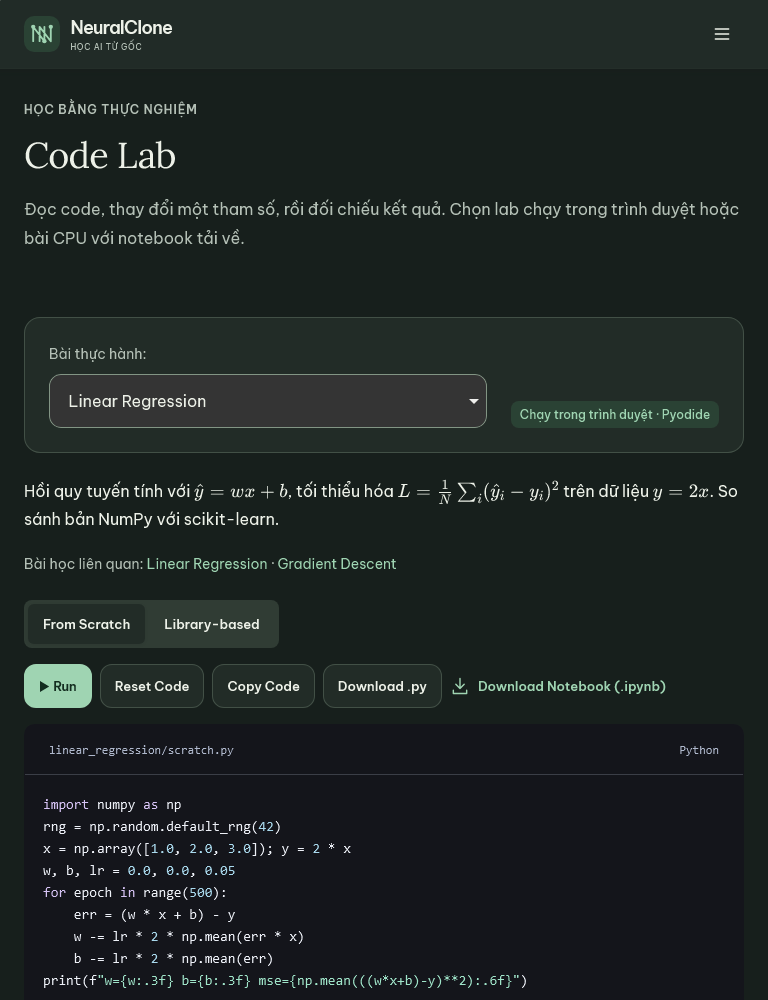 NeuralClone
HỌC AI TỪ GỐC
HỌC BẰNG THỰC NGHIỆM
Code Lab
Đọc code, thay đổi một tham số, rồi đối chiếu kết quả. Chọn lab chạy trong trình duyệt hoặc
bài CPU với notebook tải về.
Bài thực hành:
Linear Regression
Chạy trong trình duyệt · Pyodide
Hồi quy tuyến tính với ŷ = wx + b, tối thiểu hóa L = 1/N ∑ᵢ(ŷᵢ − yᵢ)² trên dữ liệu y = 2x. So
sánh bản NumPy với scikit-learn.
Bài học liên quan: Linear Regression · Gradient Descent
From Scratch Library-based
▶ Run Reset Code Copy Code Download .py Download Notebook (.ipynb)
linear_regression/scratch.py Python
import numpy as np
rng = np.random.default_rng(42)
x = np.array([1.0, 2.0, 3.0]); y = 2 * x
w, b, lr = 0.0, 0.0, 0.05
for epoch in range(500):
    err = (w * x + b) - y
    w -= lr * 2 * np.mean(err * x)
    b -= lr * 2 * np.mean(err)
print(f"w={w:.3f} b={b:.3f} mse={np.mean(((w*x+b)-y)**2):.6f}")